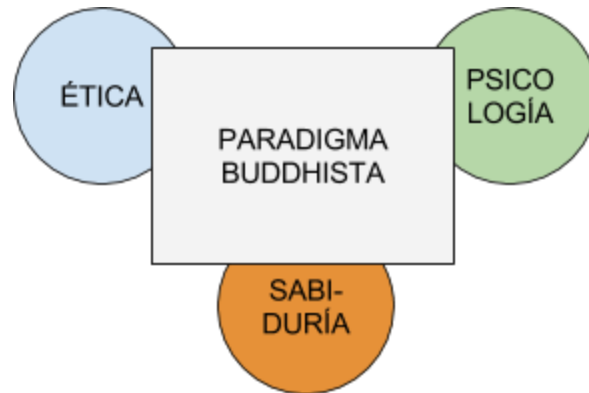 ÉTICA
PARADIGMA
BUDDHISTA
PSICO
LOGÍA
SABI-
DURÍA